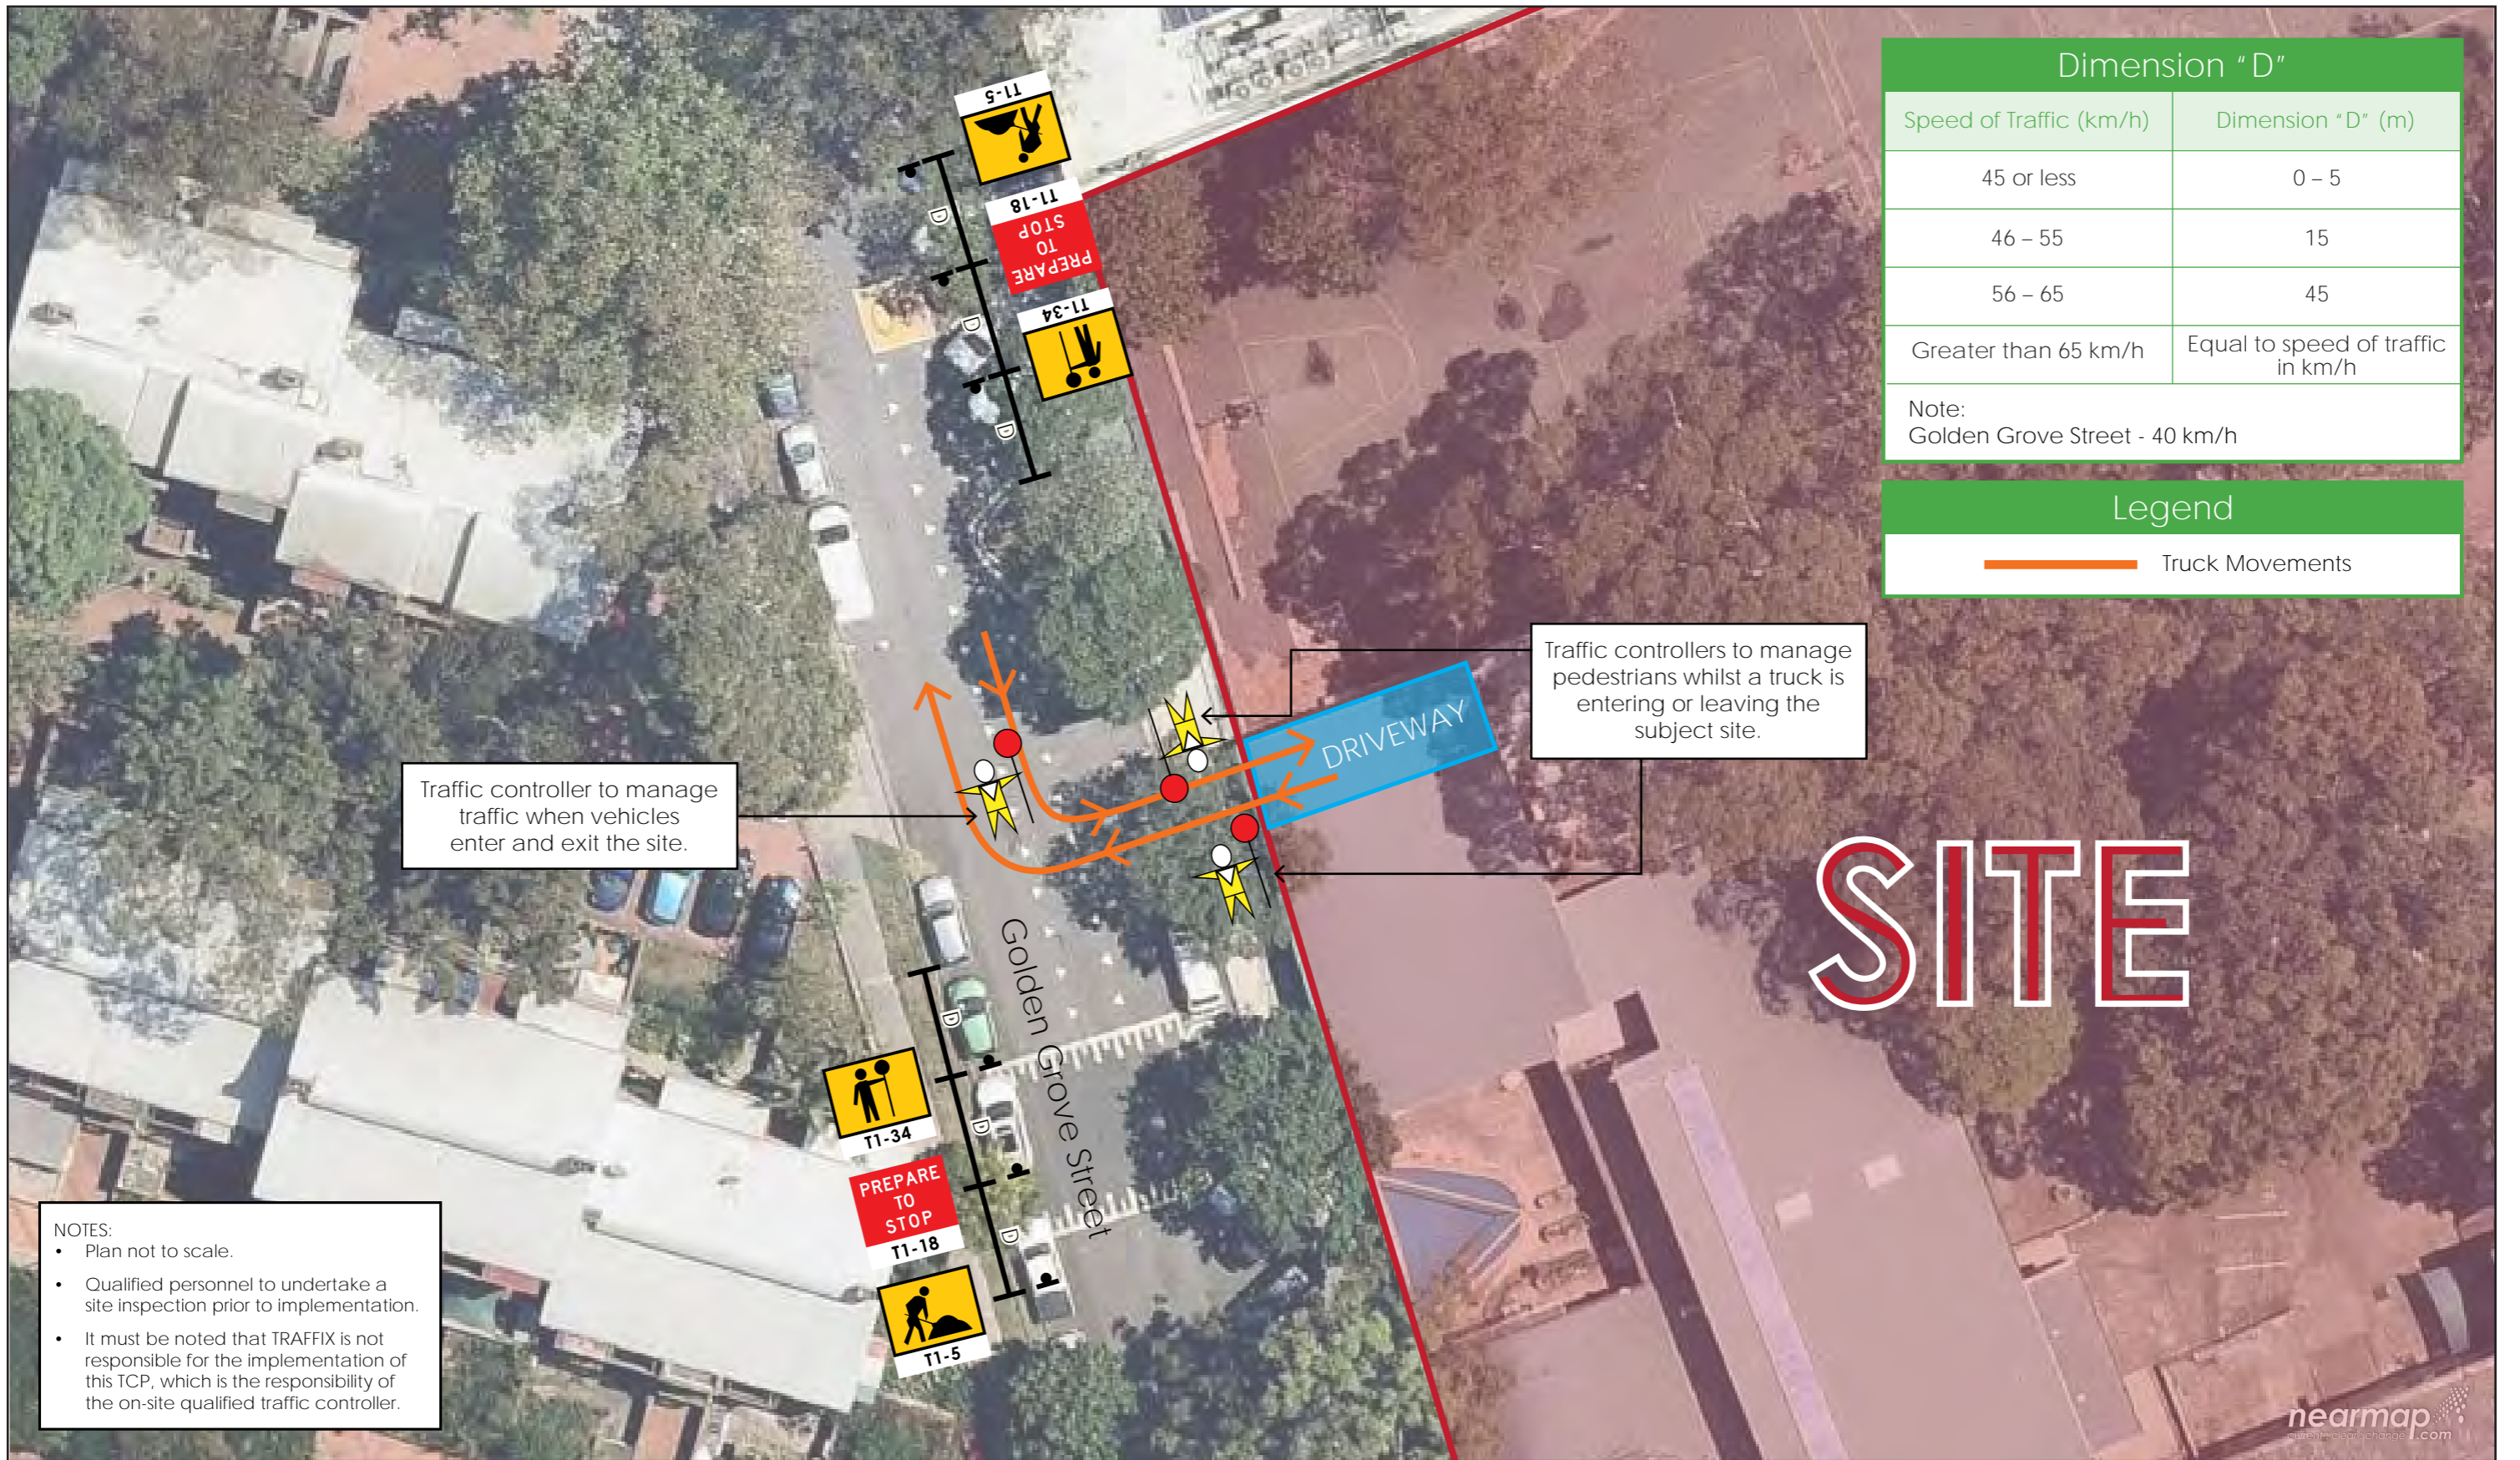 T1-5
T1-18
PREPARE
TO
STOP
T1-34
D
D
D
Dimension "D"
Speed of Traffic (km/h) Dimension "D" (m)
45 or less 0 – 5
46 – 55 15
56 – 65 45
Greater than 65 km/h Equal to speed of traffic
in km/h
Note:
Golden Grove Street - 40 km/h
Legend
Truck Movements
Traffic controllers to manage
pedestrians whilst a truck is
entering or leaving the
subject site.
DRIVEWAY
Traffic controller to manage
traffic when vehicles
enter and exit the site.
SITE
Golden Grove Street
D
D
D
T1-34
PREPARE
TO
STOP
T1-18
T1-5
NOTES:
• Plan not to scale.
• Qualified personnel to undertake a
site inspection prior to implementation.
• It must be noted that TRAFFIX is not
responsible for the implementation of
this TCP, which is the responsibility of
the on-site qualified traffic controller.
nearmap
.com